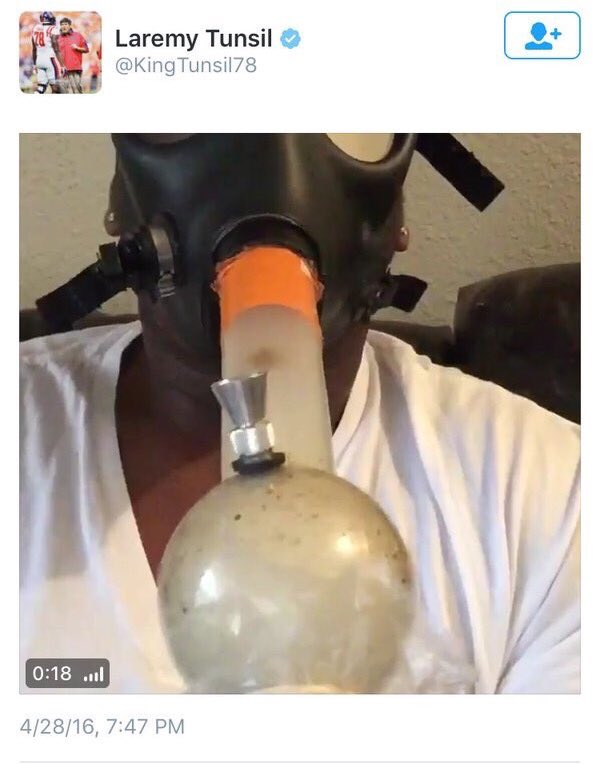 Laremy Tunsil
@KingTunsil78
0:18
4/28/16, 7:47 PM